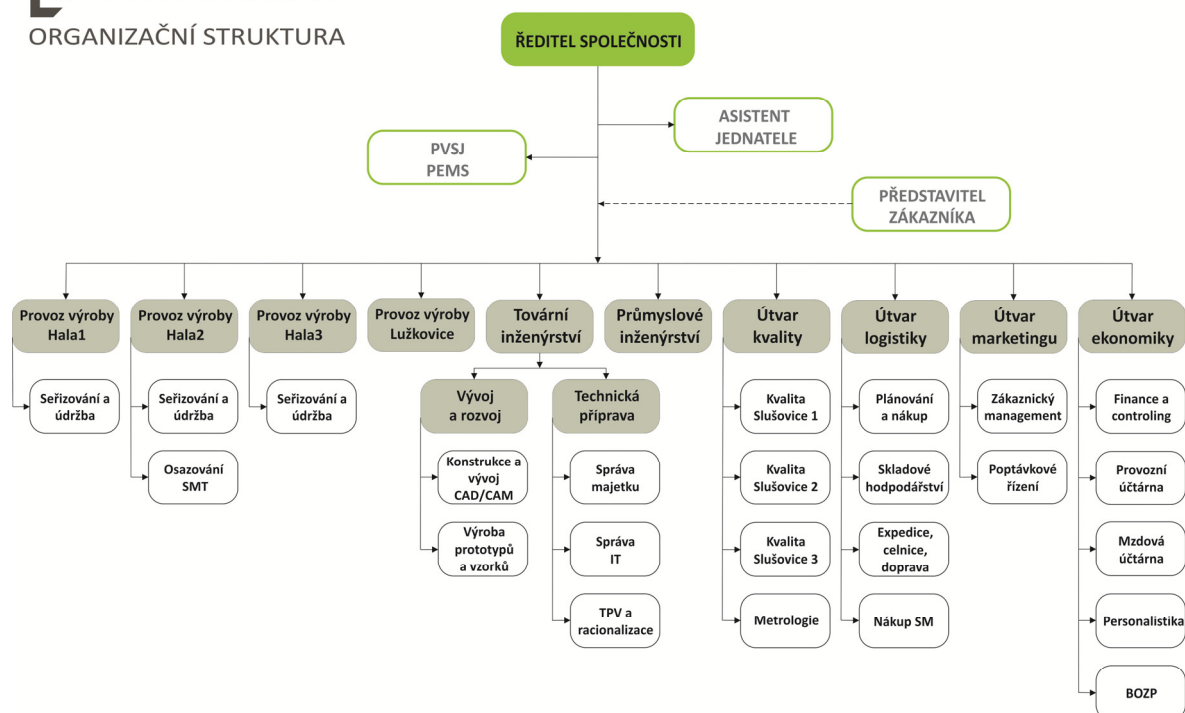 ORGANIZAČNÍ STRUKTURA
ŘEDITEL SPOLEČNOSTI
ASISTENT
JEDNATELE
PVSJ
PEMS
PŘEDSTAVITEL
ZÁKAZNÍKA
Provoz výroby
Hala1
Provoz výroby
Hala2
Provoz výroby
Hala3
Provoz výroby
Lužkovice
Tovární
inženýrství
Průmyslové
inženýrství
Útvar
kvality
Útvar
logistiky
Útvar
marketingu
Útvar
ekonomiky
Seřizování a
údržba
Seřizování a
údržba
Seřizování a
údržba
Osazování
SMT
Vývoj
a rozvoj
Technická
příprava
Konstrukce a
vývoj
CAD/CAM
Výroba
prototypů
a vzorků
Správa
majetku
Správa
IT
TPV a
racionalizace
Kvalita
Slušovice 1
Kvalita
Slušovice 2
Kvalita
Slušovice 3
Metrologie
Plánování
a nákup
Skladové
hodpodářství
Expedice,
celnice,
doprava
Nákup SM
Zákaznický
management
Poptávkové
řízení
Finance a
controling
Provozní
účtárna
Mzdová
účtárna
Personalistika
BOZP